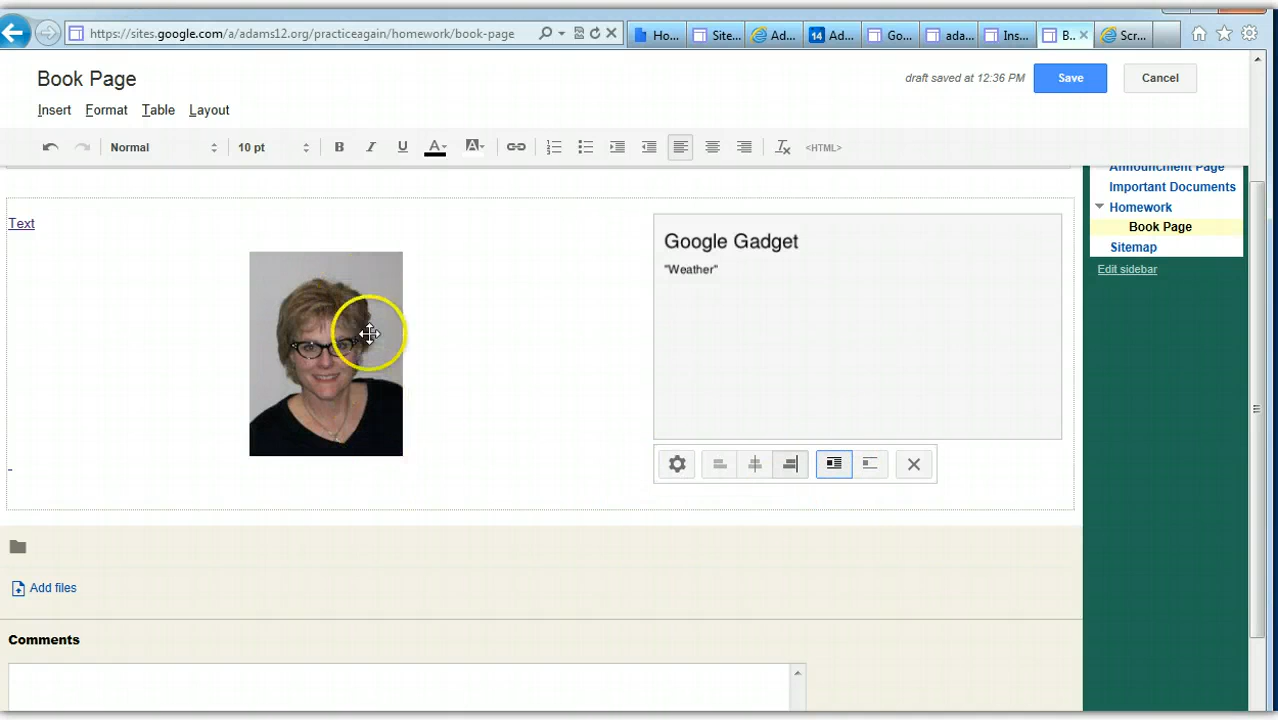 https://sites.google.com/a/adams12.org/practiceagain/homework/book-page
Ho...
Site...
Ad...
14 Ad...
Go...
ada...
Ins...
B..
Scr...
Book Page
draft saved at 12:36 PM
Save
Cancel
Insert Format Table Layout
Normal
10 pt
B I U A A <HTML>
Announcment Page
Important Documents
Homework
Book Page
Sitemap
Edit sidebar
Text
Google Gadget
"Weather"
-
Add files
Comments